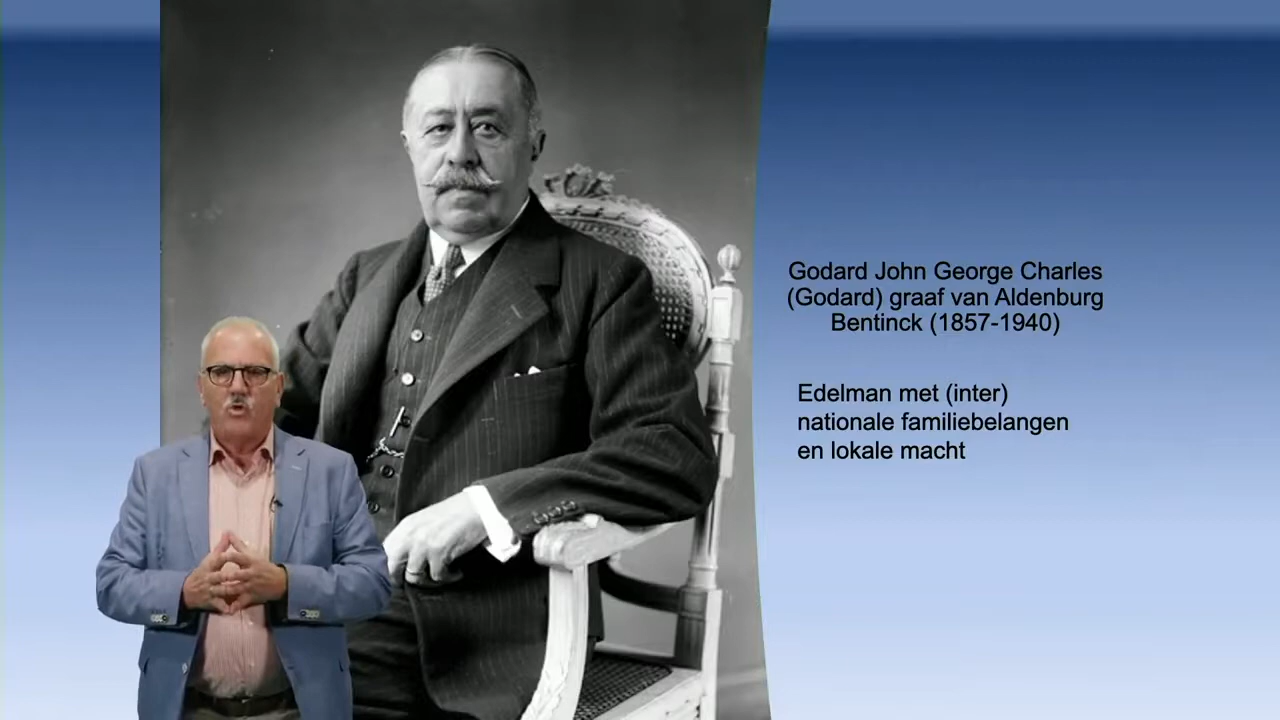 Godard John George Charles
(Godard) graaf van Aldenburg
Bentinck (1857-1940)
Edelman met (inter)
nationale familiebelangen
en lokale macht